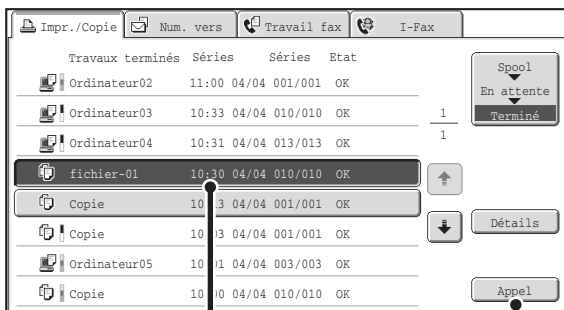 Impr./Copie Num. vers Travail fax I-Fax
Travaux terminés Séries Séries Etat
Ordinateur02 11:00 04/04 001/001 OK
Ordinateur03 10:33 04/04 010/010 OK
Ordinateur04 10:31 04/04 013/013 OK
fichier-01 10:30 04/04 010/010 OK
Copie 04/04 001/001 OK
Copie 04/04 001/001 OK
Ordinateur05 04/04 003/003 OK
Copie 04/04 010/010 OK
1
1
Spool
En attente
Terminé
Détails
Appel